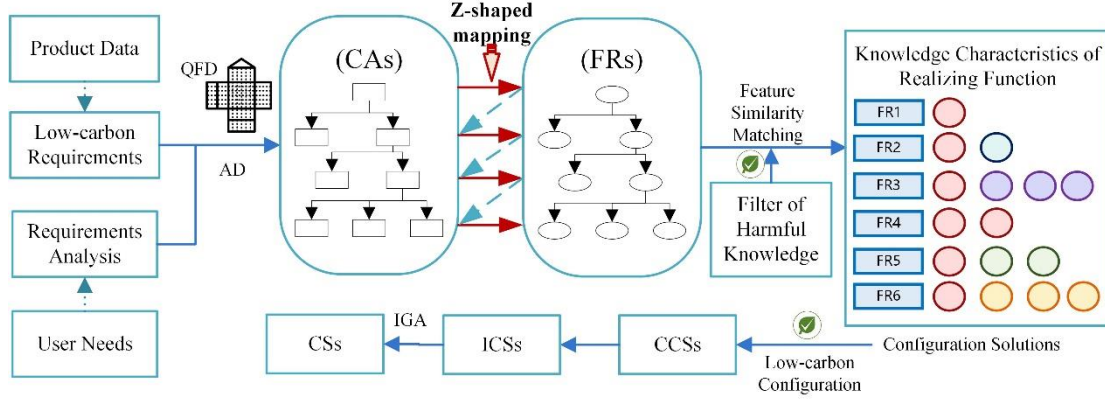 Product Data
Low-carbon
Requirements
Requirements
Analysis
User Needs
QFD
AD
(CAs)
Z-shaped
mapping
(FRs)
Feature
Similarity
Matching
Filter of
Harmful
Knowledge
Knowledge Characteristics of
Realizing Function
FR1
FR2
FR3
FR4
FR5
FR6
Configuration Solutions
Low-carbon
Configuration
CCSs
ICSs
IGA
CSs